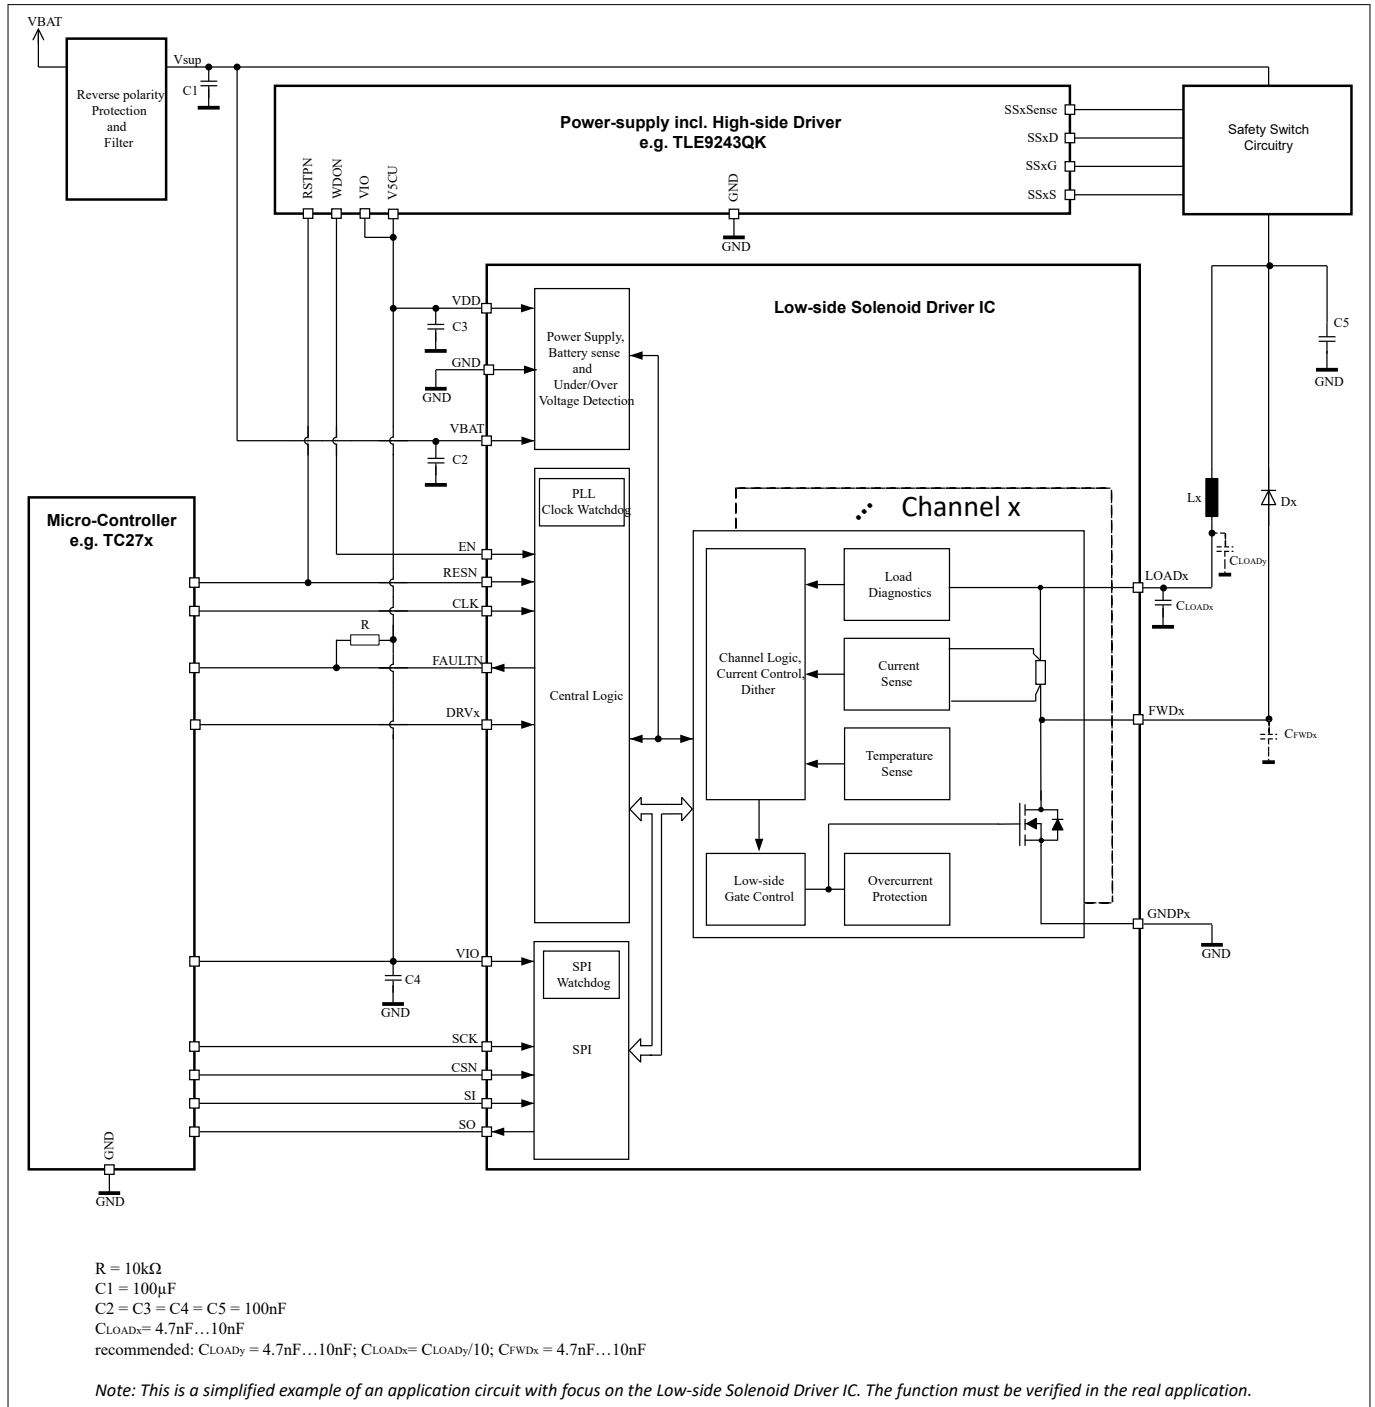 VBAT
Vsup
C1
Reverse polarity
Protection
and
Filter
Power-supply incl. High-side Driver
e.g. TLE9243QK
RSTPN
WDON
VIO
V5CU
GND
GND
SSxSense
SSxD
SSxG
SSxS
Safety Switch
Circuitry
Low-side Solenoid Driver IC
VDD
C3
GND
GND
VBAT
C2
Power Supply,
Battery sense
and
Under/Over
Voltage Detection
C5
GND
Lx
Dx
CLOADy
PLL
Clock Watchdog
Channel x
Micro-Controller
e.g. TC27x
EN
RESN
CLK
R
FAULTN
DRVx
Central Logic
Load
Diagnostics
Channel Logic,
Current Control,
Dither
Current
Sense
Temperature
Sense
Low-side
Gate Control
Overcurrent
Protection
LOADx
CLOADx
FWDx
CFWDx
GNDPx
GND
VIO
C4
GND
SPI
Watchdog
SPI
SCK
CSN
SI
SO
GND
GND
R = 10kΩ
C1 = 100µF
C2 = C3 = C4 = C5 = 100nF
CLOADx= 4.7nF…10nF
recommended: CLOADy = 4.7nF…10nF; CLOADx= CLOADy/10; CFWDx = 4.7nF…10nF
Note: This is a simplified example of an application circuit with focus on the Low-side Solenoid Driver IC. The function must be verified in the real application.